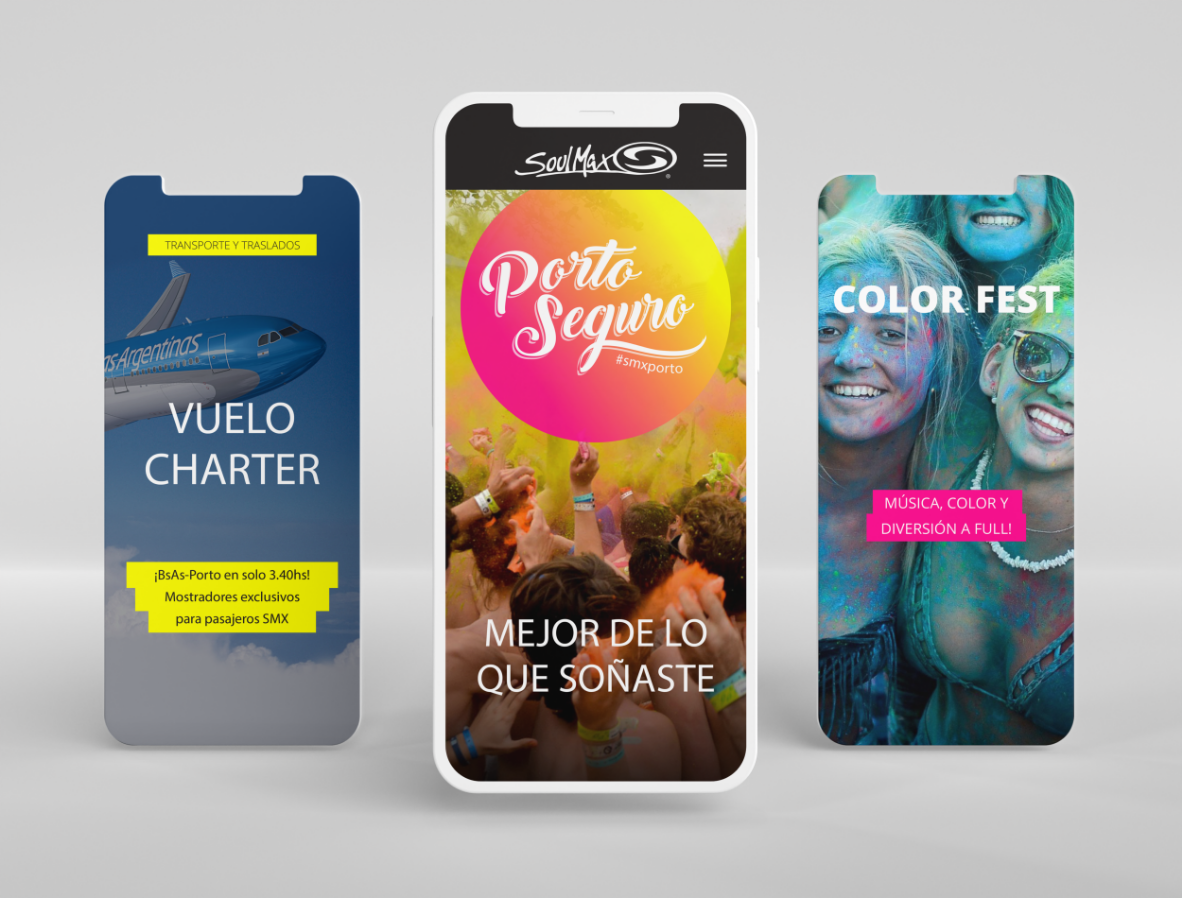 TRANSPORTE Y TRASLADOS
as Argentinas
VUELO
CHARTER
¡BsAs-Porto en solo 3.40hs!
Mostradores exclusivos
para pasajeros SMX
SoulMax
®
Porto
Seguro
#smxporto
MEJOR DE LO
QUE SOÑASTE
COLOR FEST
MÚSICA, COLOR Y
DIVERSIÓN A FULL!